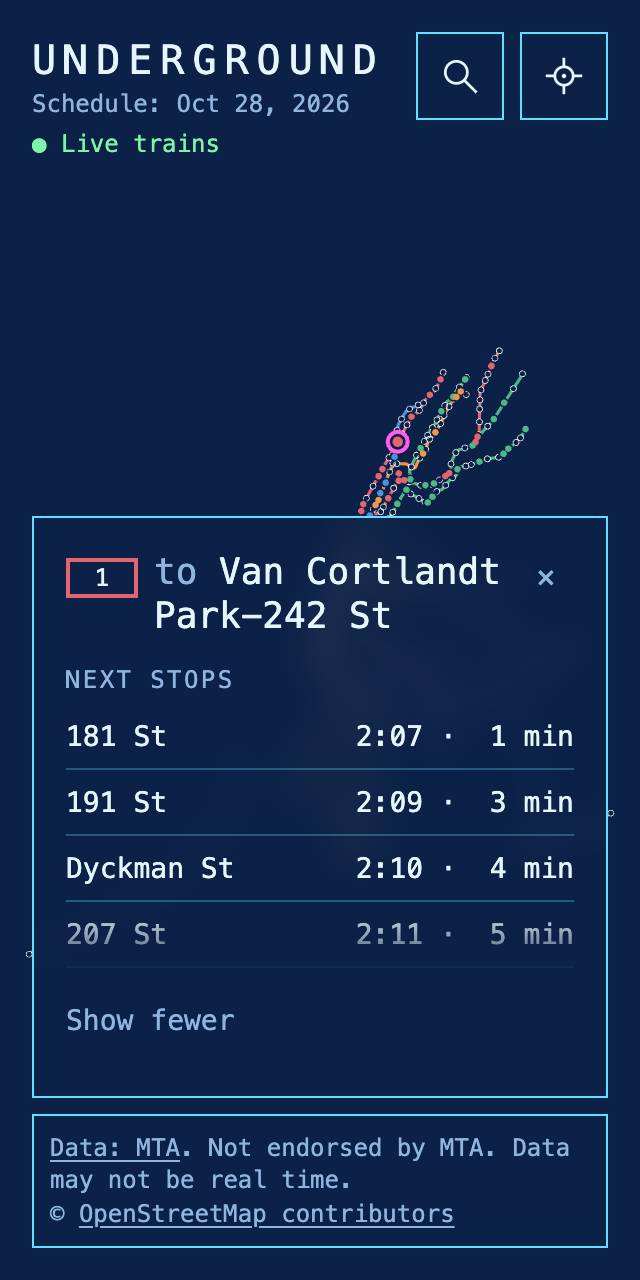 UNDERGROUND
Schedule: Oct 28, 2026
● Live trains
1 to Van Cortlandt
Park–242 St
×
NEXT STOPS
181 St 2:07 · 1 min
191 St 2:09 · 3 min
Dyckman St 2:10 · 4 min
207 St 2:11 · 5 min
Show fewer
Data: MTA. Not endorsed by MTA. Data
may not be real time.
© OpenStreetMap contributors